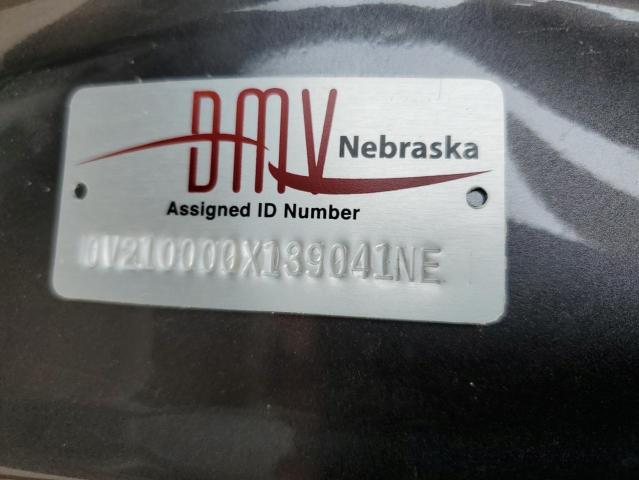 DMV Nebraska
Assigned ID Number
0V210000X139041NE